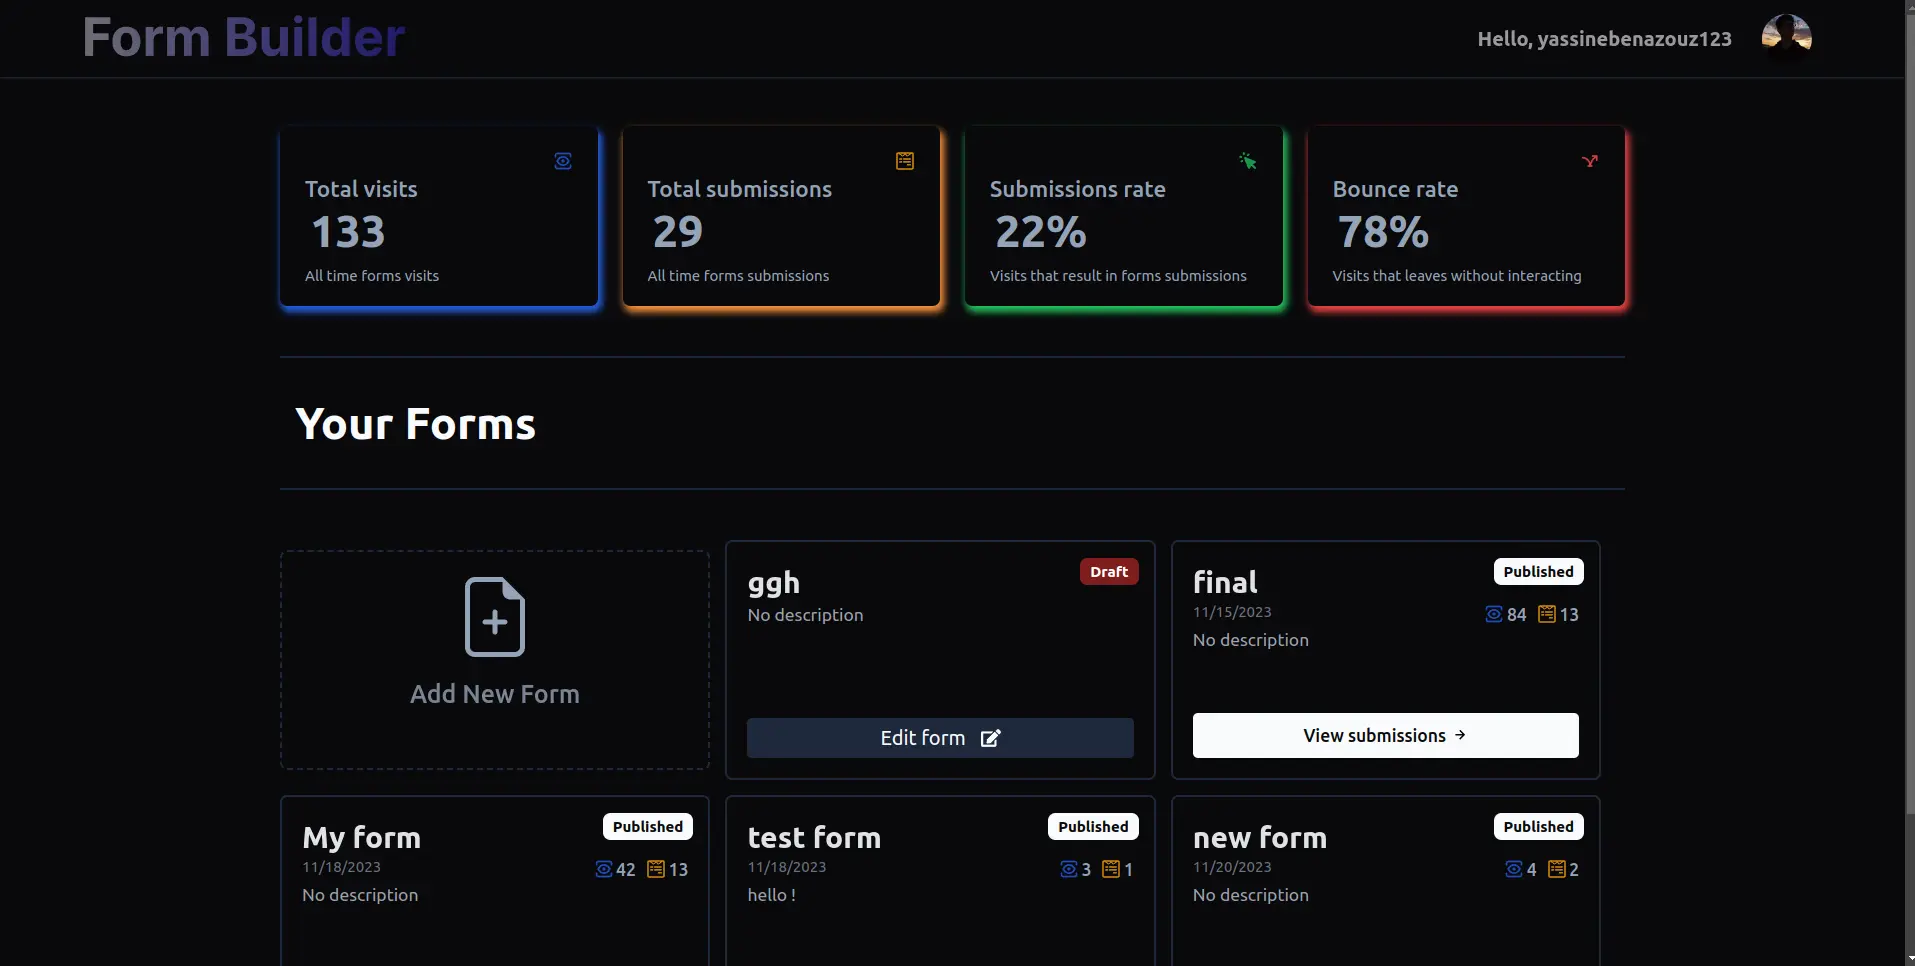 Form Builder
Hello, yassinebenazouz123
Total visits
133
All time forms visits
Total submissions
29
All time forms submissions
Submissions rate
22%
Visits that result in forms submissions
Bounce rate
78%
Visits that leaves without interacting
Your Forms
Add New Form
ggh
Draft
No description
Edit form
final
Published
11/15/2023
84 13
No description
View submissions →
My form
Published
11/18/2023
42 13
No description
test form
Published
11/18/2023
3 1
hello !
new form
Published
11/20/2023
4 2
No description